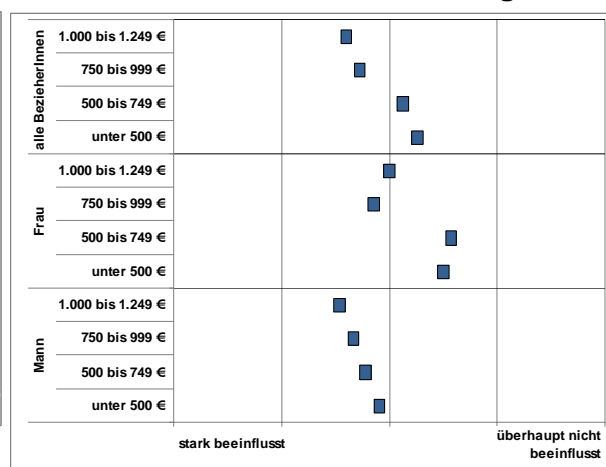 alle BezieherInnen
1.000 bis 1.249 €
750 bis 999 €
500 bis 749 €
unter 500 €
Frau
1.000 bis 1.249 €
750 bis 999 €
500 bis 749 €
unter 500 €
Mann
1.000 bis 1.249 €
750 bis 999 €
500 bis 749 €
unter 500 €
stark beeinflusst
überhaupt nicht
beeinflusst